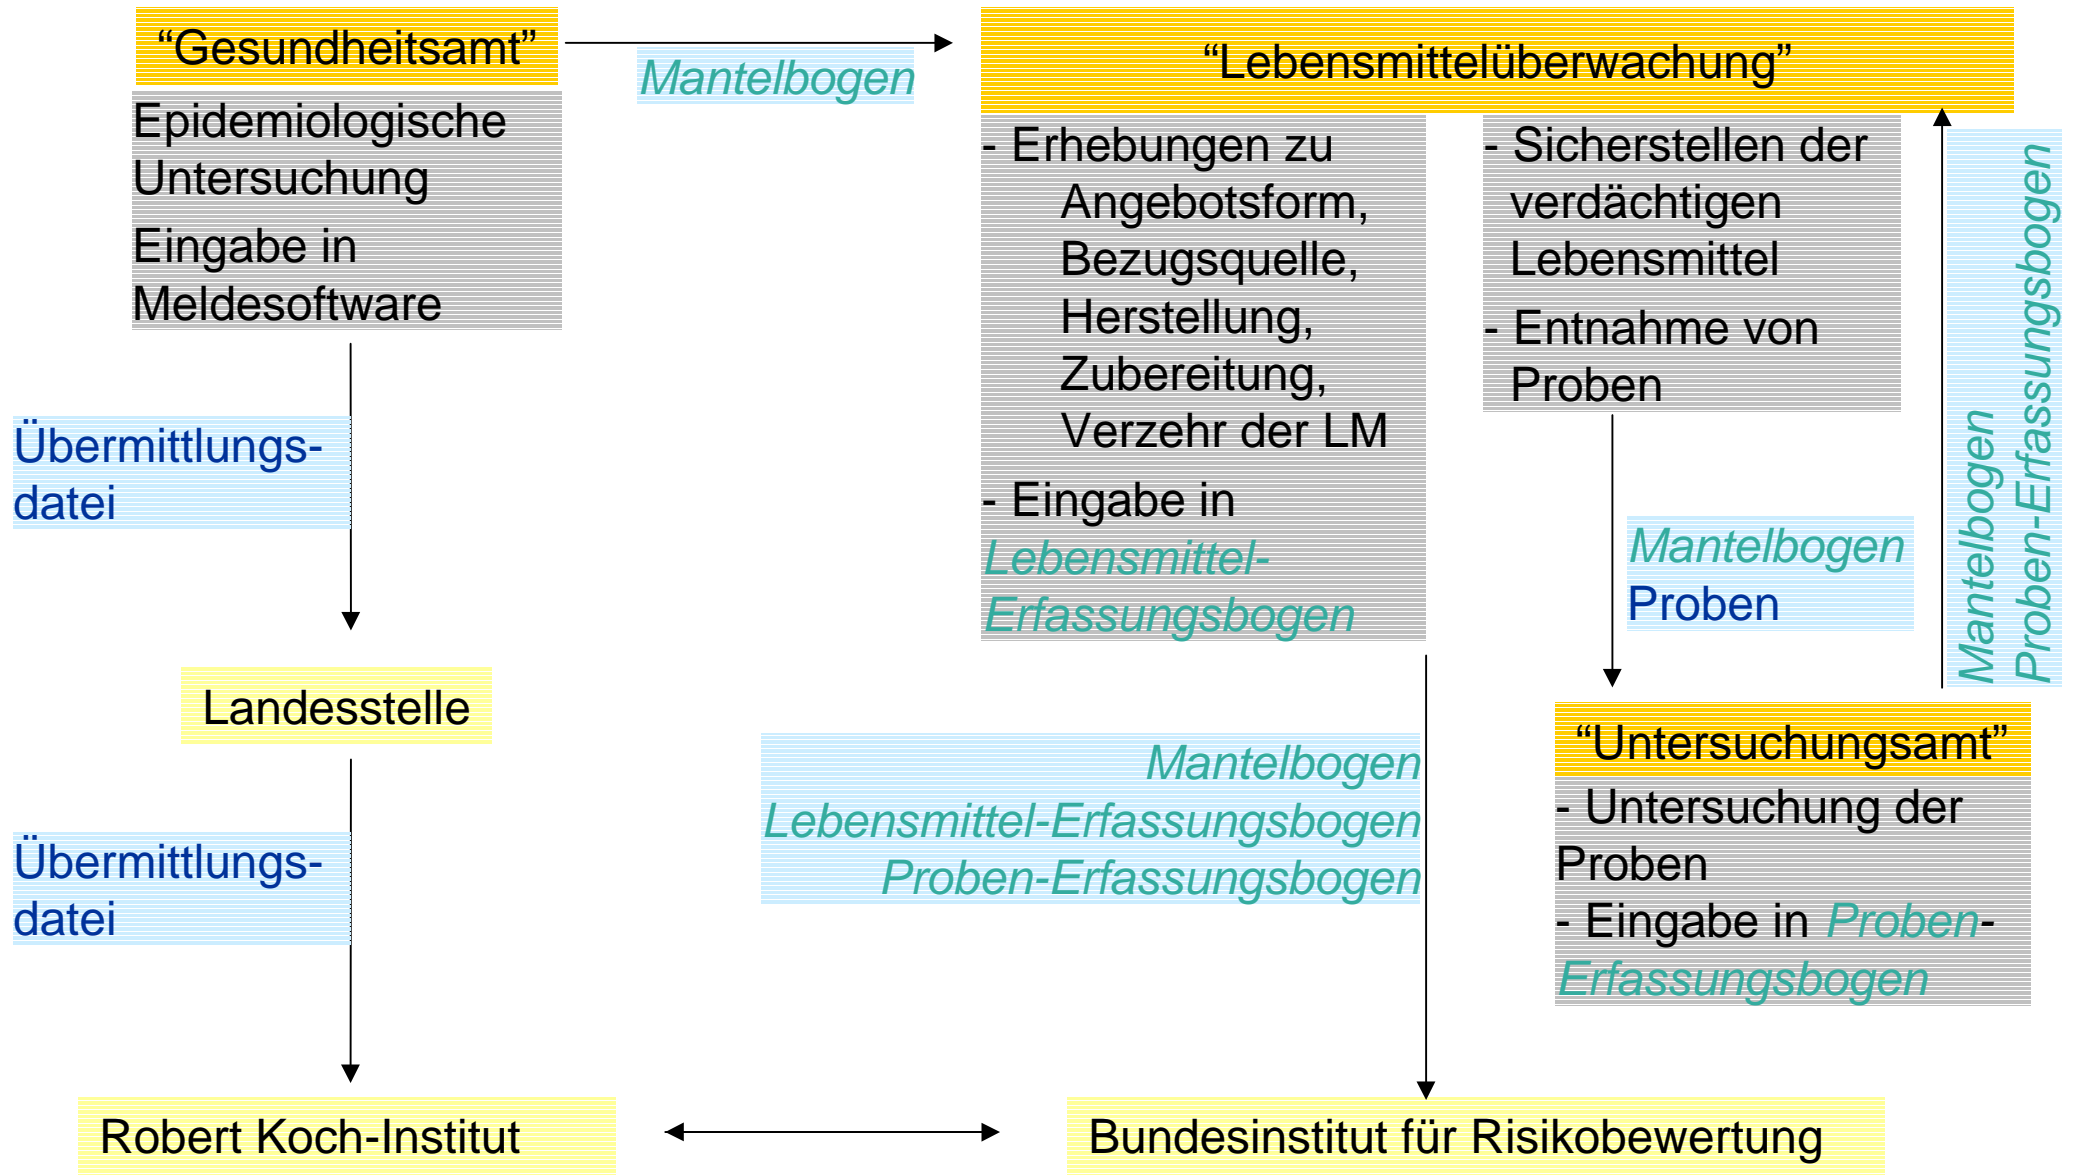 “Gesundheitsamt”
Epidemiologische
Untersuchung
Eingabe in
Meldesoftware
Mantelbogen
“Lebensmittelüberwachung”
- Erhebungen zu
Angebotsform,
Bezugsquelle,
Herstellung,
Zubereitung,
Verzehr der LM
- Eingabe in
Lebensmittel-
Erfassungsbogen
- Sicherstellen der
verdächtigen
Lebensmittel
- Entnahme von
Proben
Mantelbogen
Proben-Erfassungsbogen
Mantelbogen
Proben
Übermittlungs-
datei
Landesstelle
“Untersuchungsamt”
- Untersuchung der
Proben
- Eingabe in Proben-
Erfassungsbogen
Mantelbogen
Lebensmittel-Erfassungsbogen
Proben-Erfassungsbogen
Übermittlungs-
datei
Robert Koch-Institut
Bundesinstitut für Risikobewertung